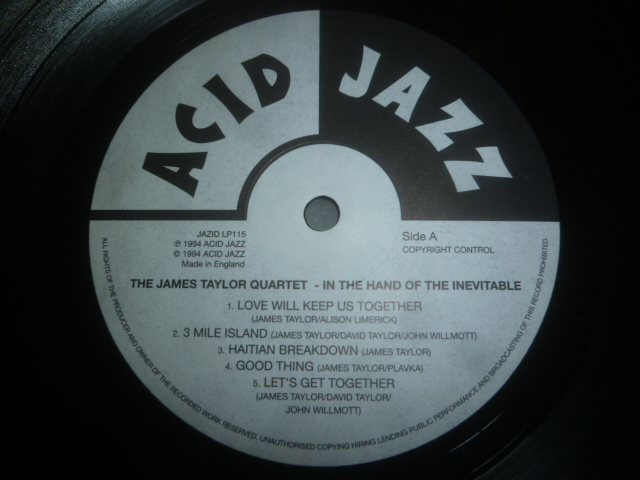 ACID JAZZ
JAZID LP115
℗ 1994 ACID JAZZ
© 1994 ACID JAZZ
Made in England
Side A
COPYRIGHT CONTROL
THE JAMES TAYLOR QUARTET - IN THE HAND OF THE INEVITABLE
1. LOVE WILL KEEP US TOGETHER
(JAMES TAYLOR/ALISON LIMERICK)
2. 3 MILE ISLAND (JAMES TAYLOR/DAVID TAYLOR/JOHN WILLMOTT)
3. HAITIAN BREAKDOWN (JAMES TAYLOR)
4. GOOD THING (JAMES TAYLOR/PLAVKA)
5. LET'S GET TOGETHER
(JAMES TAYLOR/DAVID TAYLOR/
JOHN WILLMOTT)
ALL RIGHTS OF THE PRODUCER AND OWNER OF THE RECORDED WORK RESERVED. UNAUTHORISED COPYING HIRING LENDING PUBLIC PERFORMANCE AND BROADCASTING OF THIS RECORD PROHIBITED.